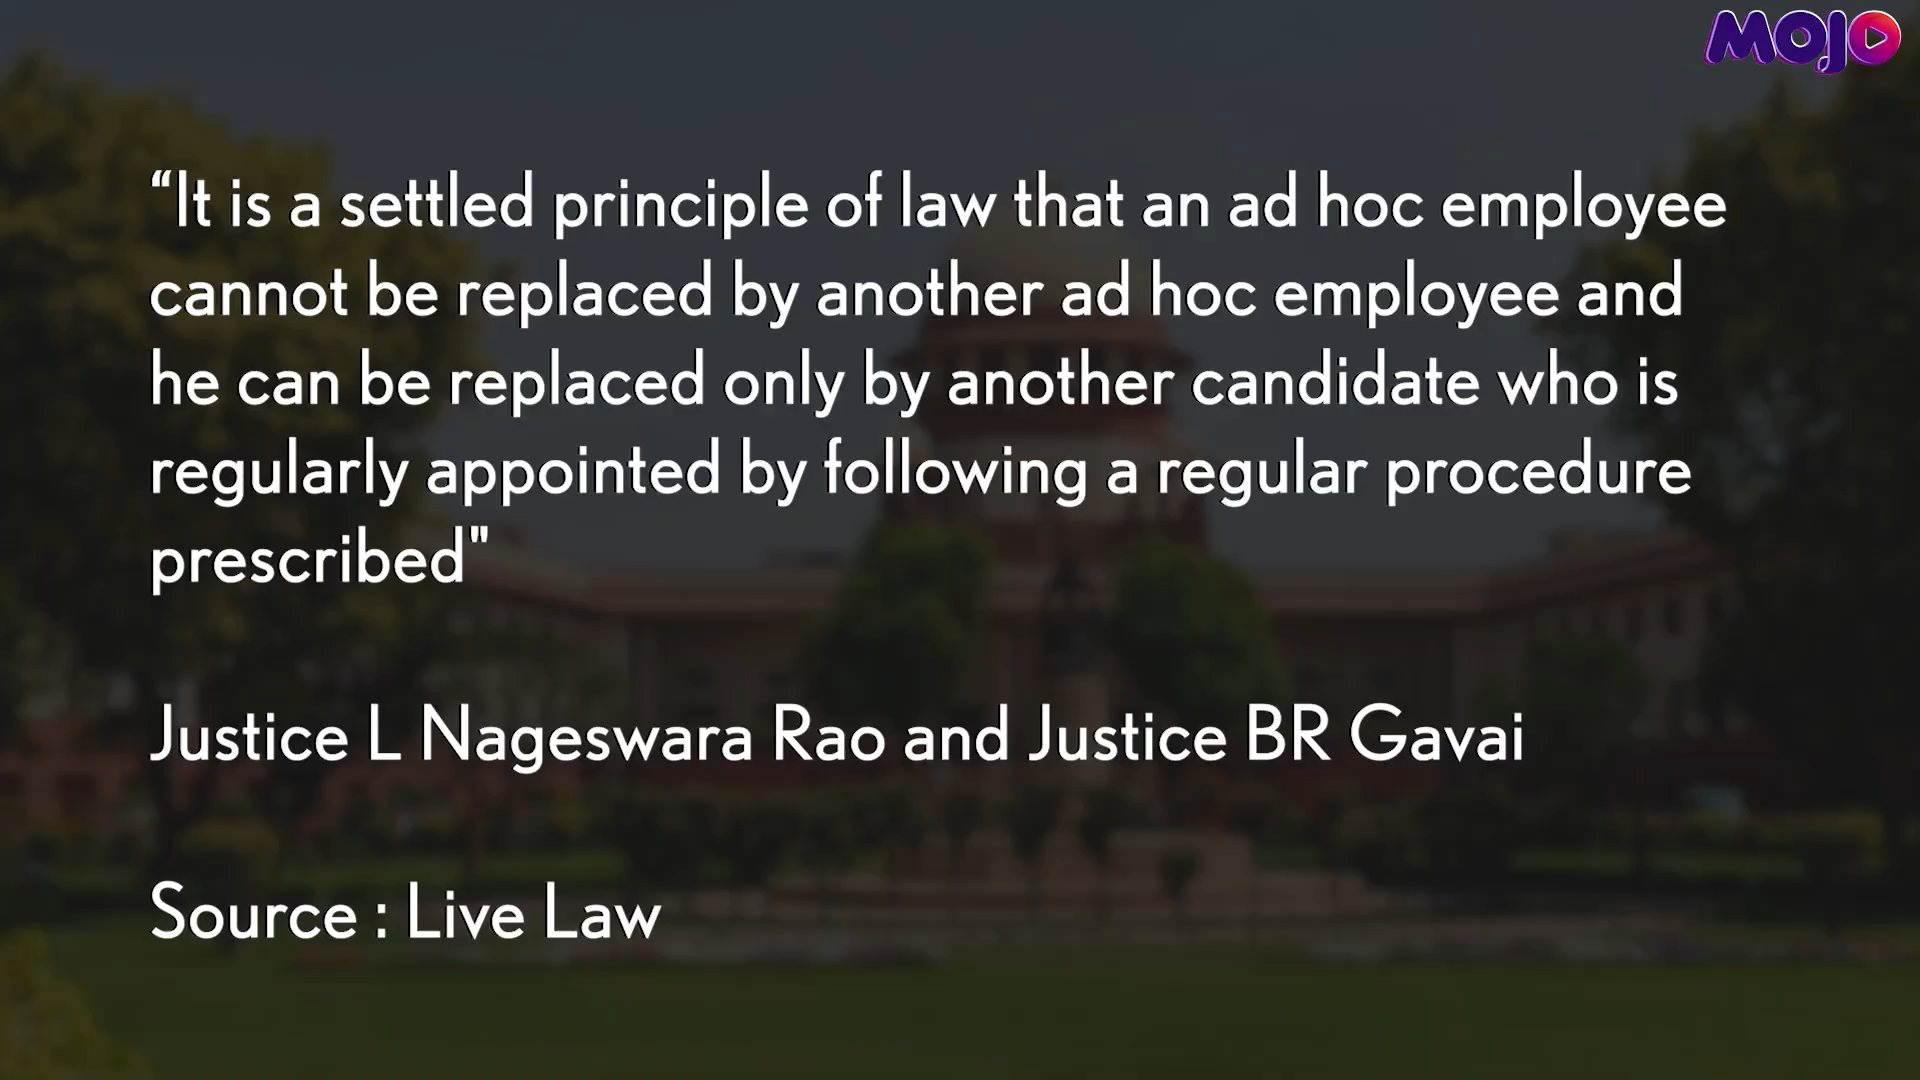 MOJO
“It is a settled principle of law that an ad hoc employee
cannot be replaced by another ad hoc employee and
he can be replaced only by another candidate who is
regularly appointed by following a regular procedure
prescribed"
Justice L Nageswara Rao and Justice BR Gavai
Source : Live Law